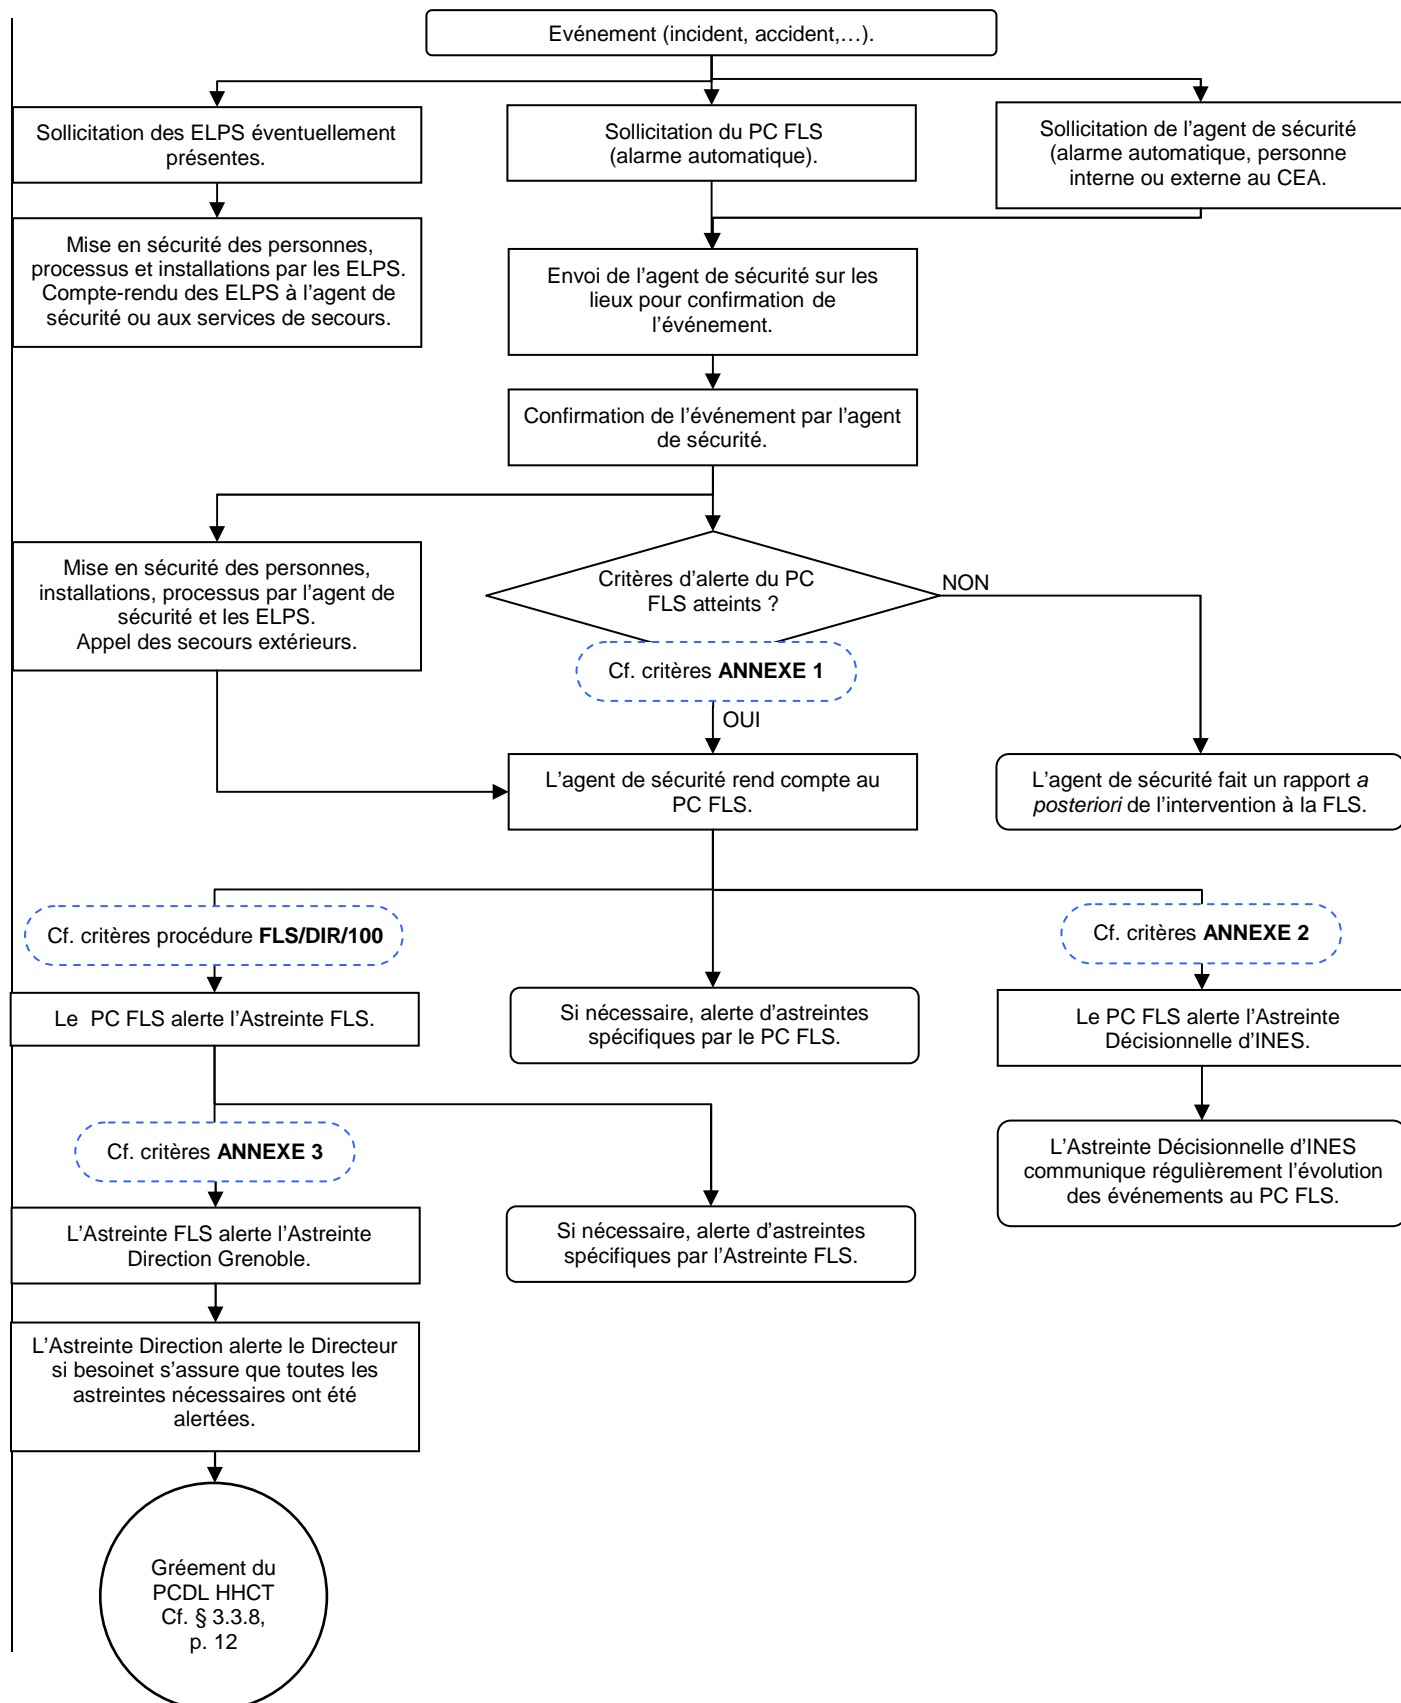 Evénement (incident, accident,…).
Sollicitation des ELPS éventuellement
présentes.
Sollicitation du PC FLS
(alarme automatique).
Sollicitation de l’agent de sécurité
(alarme automatique, personne
interne ou externe au CEA.
Mise en sécurité des personnes,
processus et installations par les ELPS.
Compte-rendu des ELPS à l’agent de
sécurité ou aux services de secours.
Envoi de l’agent de sécurité sur les
lieux pour confirmation de
l’événement.
Confirmation de l’événement par l’agent
de sécurité.
Mise en sécurité des personnes,
installations, processus par l’agent de
sécurité et les ELPS.
Appel des secours extérieurs.
Critères d’alerte du PC
FLS atteints ?
NON
Cf. critères ANNEXE 1
OUI
L’agent de sécurité rend compte au
PC FLS.
L’agent de sécurité fait un rapport a
posteriori de l’intervention à la FLS.
Cf. critères procédure FLS/DIR/100
Cf. critères ANNEXE 2
Le  PC FLS alerte l’Astreinte FLS.
Si nécessaire, alerte d’astreintes
spécifiques par le PC FLS.
Le PC FLS alerte l’Astreinte
Décisionnelle d’INES.
Cf. critères ANNEXE 3
L’Astreinte Décisionnelle d’INES
communique régulièrement l’évolution
des événements au PC FLS.
L’Astreinte FLS alerte l’Astreinte
Direction Grenoble.
Si nécessaire, alerte d’astreintes
spécifiques par l’Astreinte FLS.
L’Astreinte Direction alerte le Directeur
si besoinet s’assure que toutes les
astreintes nécessaires ont été
alertées.
Gréement du
PCDL HHCT
Cf. § 3.3.8,
p. 12